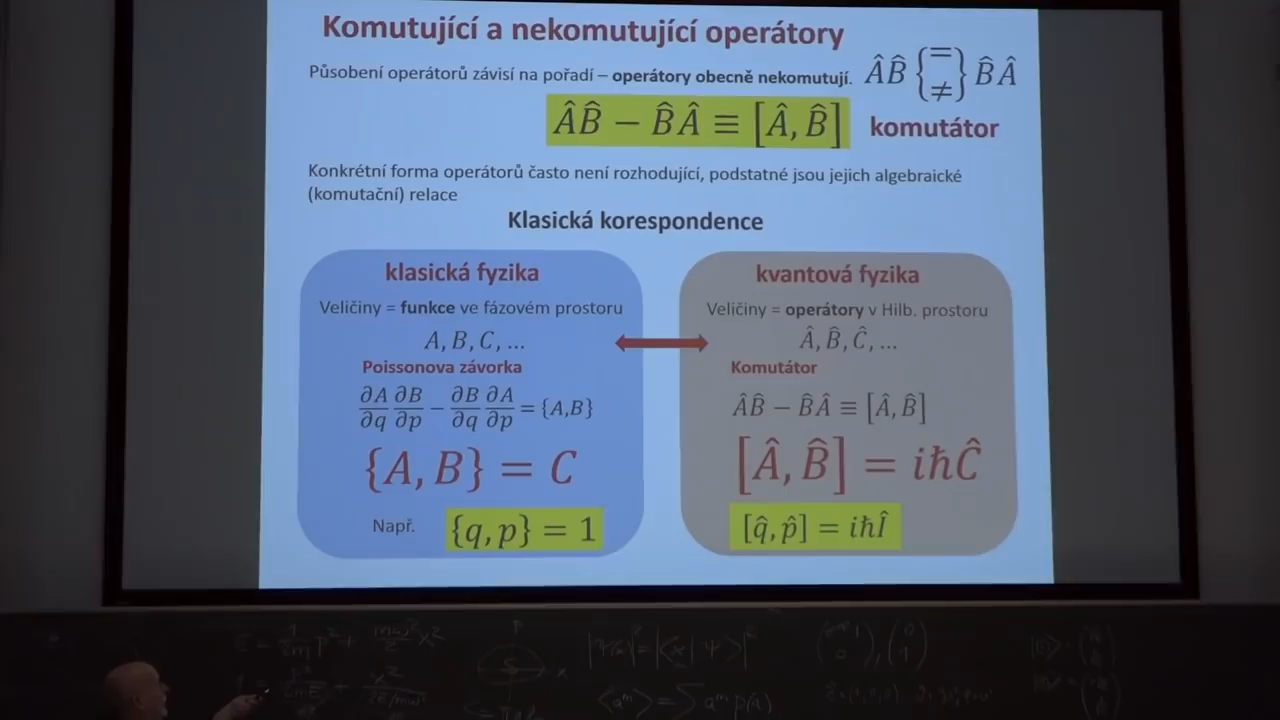 Komutující a nekomutující operátory
Působení operátorů závisí na pořadí – operátory obecně nekomutují. ÂB̂ {= ≠} B̂Â
ÂB̂ − B̂Â ≡ [Â, B̂] komutátor
Konkrétní forma operátorů často není rozhodující, podstatné jsou jejich algebraické
(komutační) relace
Klasická korespondence
klasická fyzika
Veličiny = funkce ve fázovém prostoru
A, B, C, ...
Poissonova závorka
∂A/∂q ∂B/∂p − ∂B/∂q ∂A/∂p = {A,B}
{A, B} = C
Např. {q, p} = 1
kvantová fyzika
Veličiny = operátory v Hilb. prostoru
Â, B̂, Ĉ, ...
Komutátor
ÂB̂ − B̂Â ≡ [Â, B̂]
[Â, B̂] = iħĈ
[q̂, p̂] = iħÎ